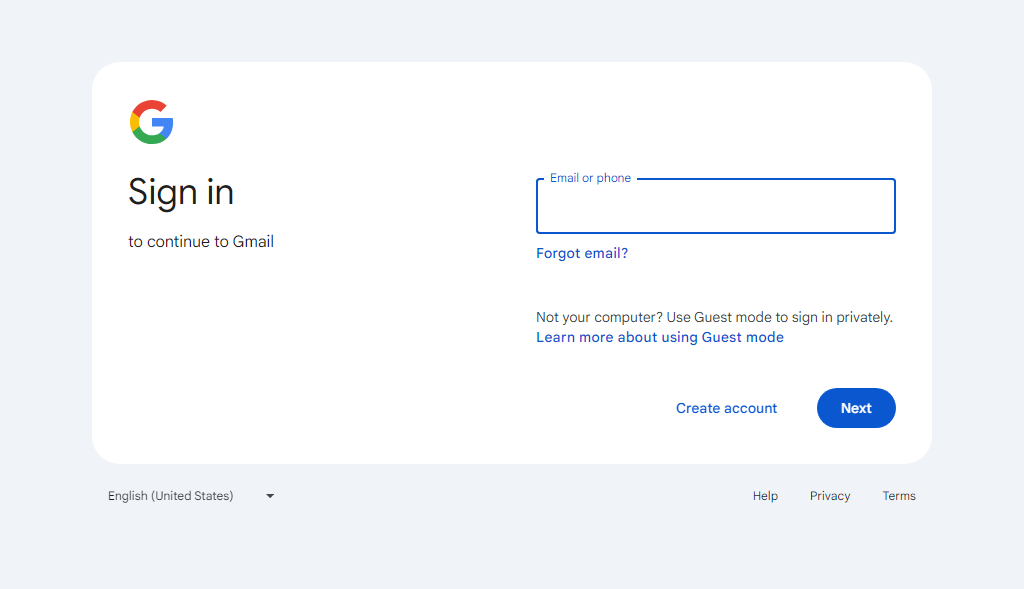 Sign in
to continue to Gmail
Email or phone
Forgot email?
Not your computer? Use Guest mode to sign in privately.
Learn more about using Guest mode
Create account
Next
English (United States)
Help
Privacy
Terms